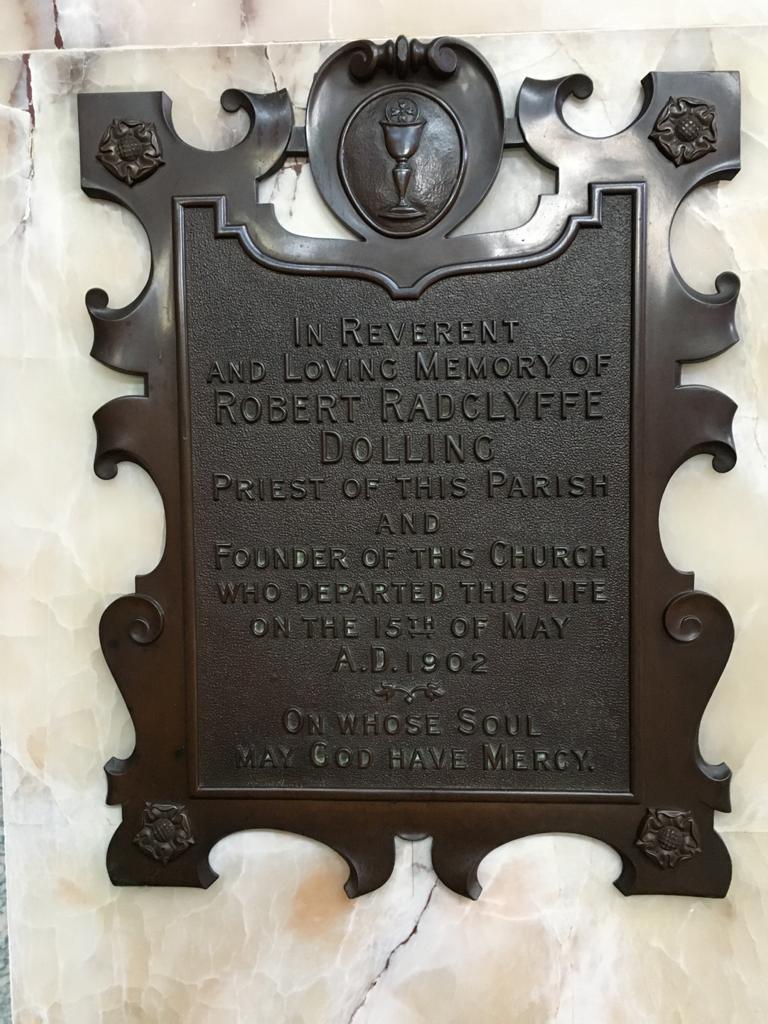 In Reverent
and Loving Memory of
Robert Radclyffe
Dolling
Priest of this Parish
and
Founder of this Church
who departed this life
on the 15th of May
A.D. 1902
On whose Soul
may God have Mercy.